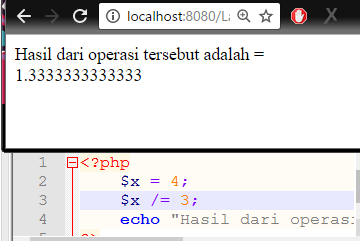 localhost:8080/La
X
Hasil dari operasi tersebut adalah =
1.3333333333333
1 <?php
2 $x = 4;
3 $x /= 3;
4 echo "Hasil dari operas